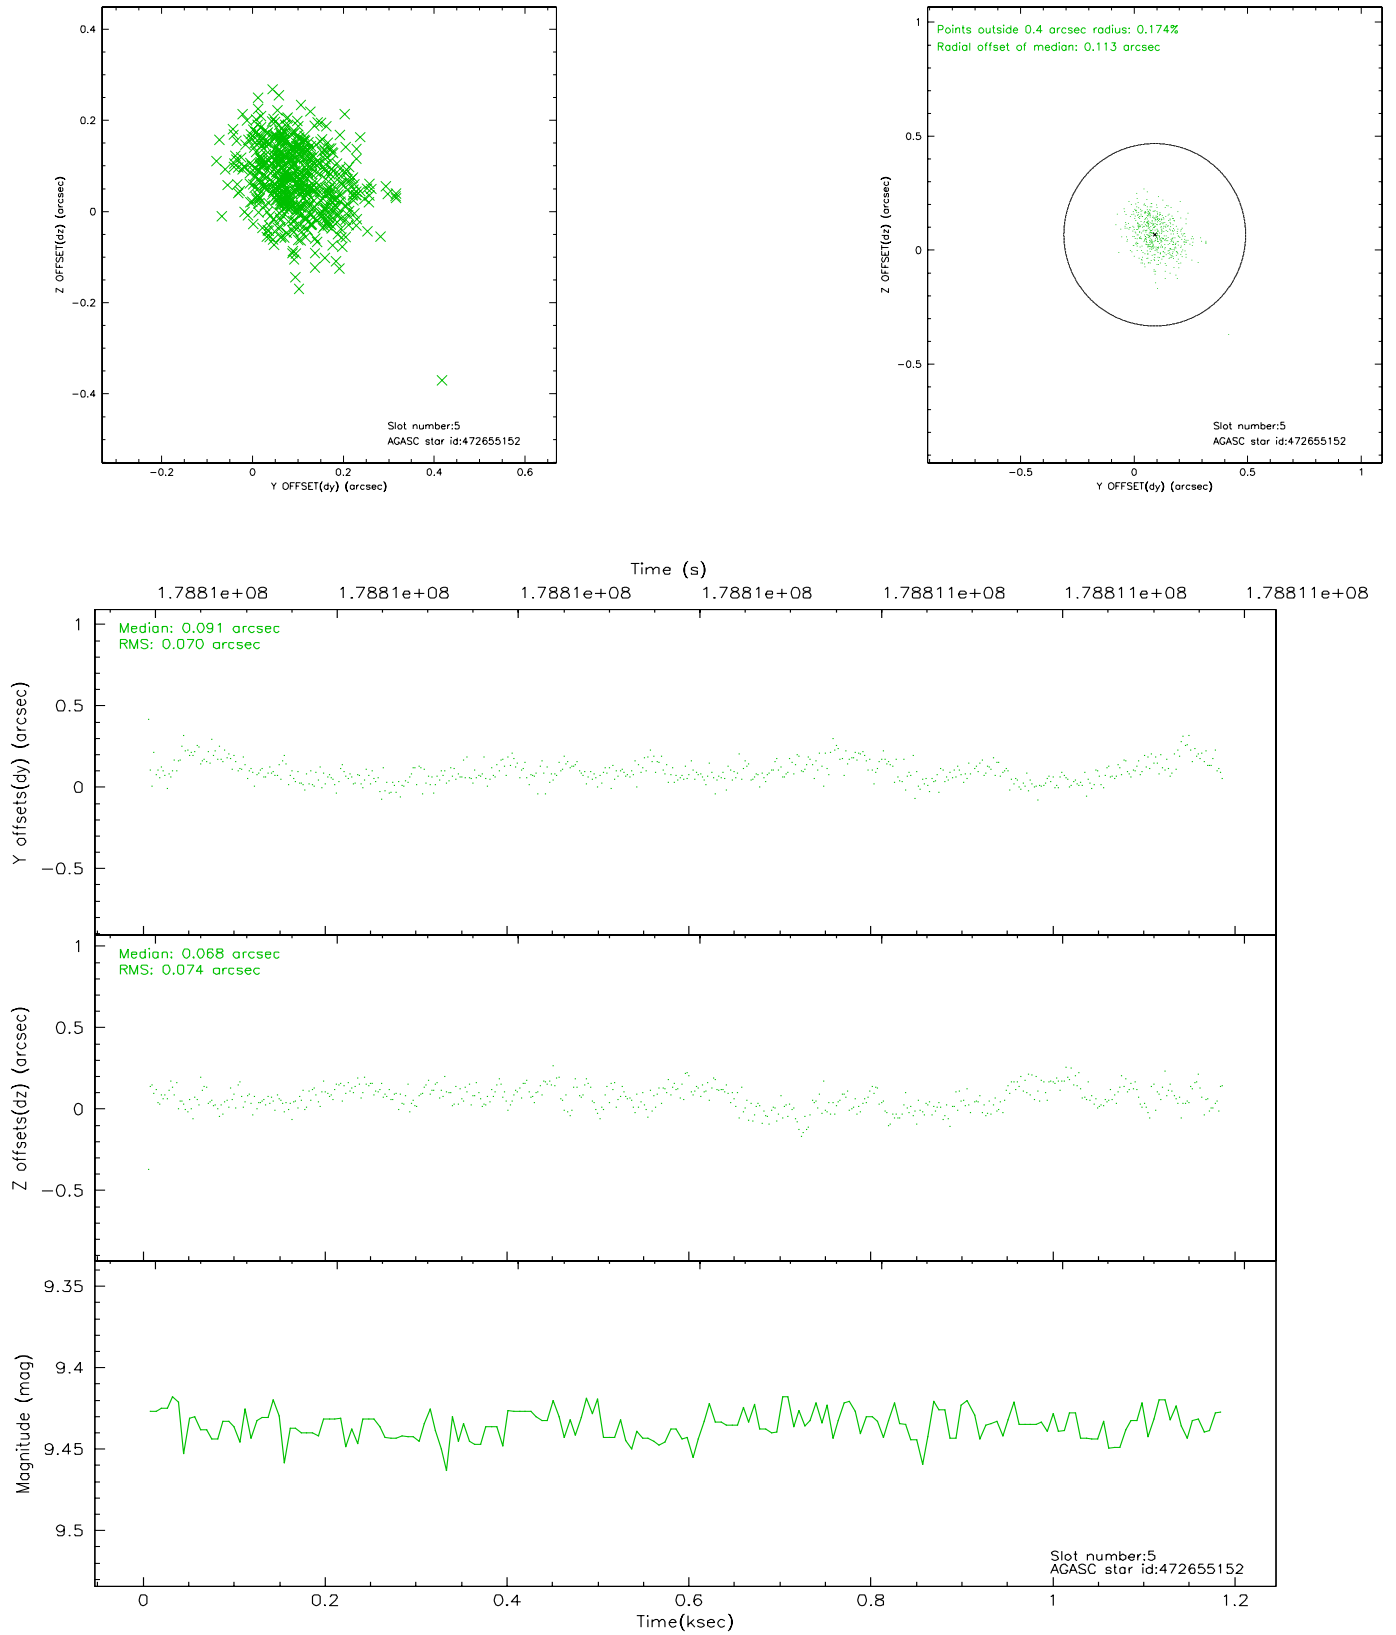 0.4
0.2
0
−0.2
−0.4
Z OFFSET(dz) (arcsec)
Slot number:5
AGASC star id:472655152
−0.2 0 0.2 0.4 0.6
Y OFFSET(dy) (arcsec)
Points outside 0.4 arcsec radius: 0.174%
Radial offset of median: 0.113 arcsec
1
0.5
0
−0.5
Z OFFSET(dz) (arcsec)
Slot number:5
AGASC star id:472655152
−0.5 0 0.5 1
Y OFFSET(dy) (arcsec)
Time (s)
1.7881e+08 1.7881e+08 1.7881e+08 1.7881e+08 1.78811e+08 1.78811e+08 1.78811e+08
Median: 0.091 arcsec
RMS: 0.070 arcsec
1
0.5
0
−0.5
Y offsets(dy) (arcsec)
Median: 0.068 arcsec
RMS: 0.074 arcsec
1
0.5
0
−0.5
Z offsets(dz) (arcsec)
9.35
9.4
9.45
9.5
Magnitude (mag)
Slot number:5
AGASC star id:472655152
0 0.2 0.4 0.6 0.8 1 1.2
Time(ksec)